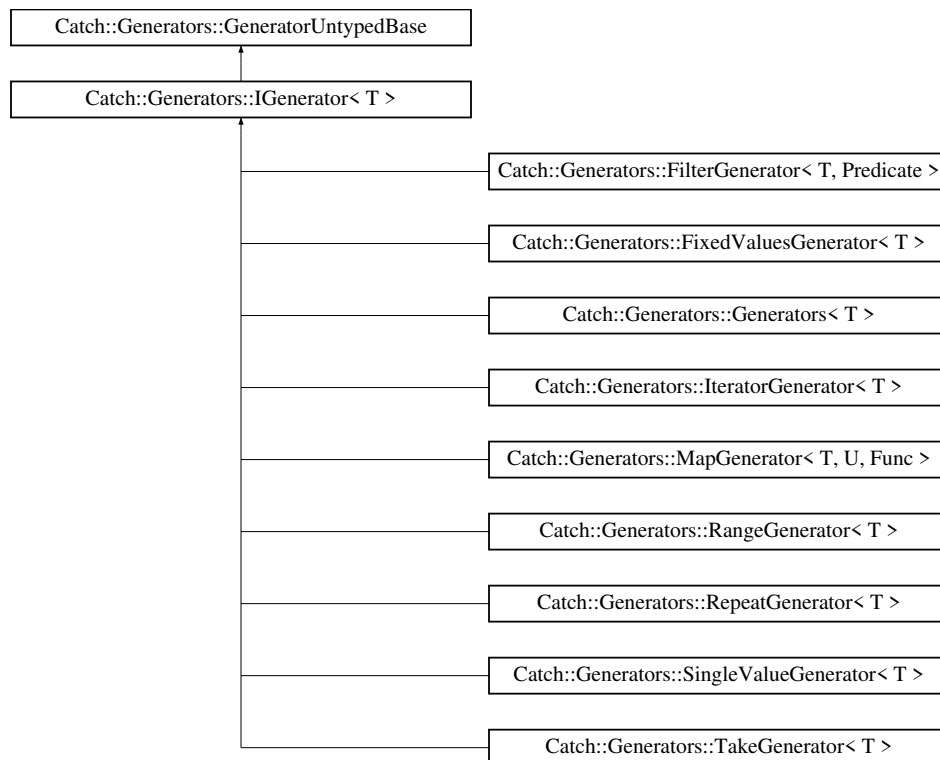 Catch::Generators::GeneratorUntypedBase
Catch::Generators::IGenerator< T >
Catch::Generators::FilterGenerator< T, Predicate >
Catch::Generators::FixedValuesGenerator< T >
Catch::Generators::Generators< T >
Catch::Generators::IteratorGenerator< T >
Catch::Generators::MapGenerator< T, U, Func >
Catch::Generators::RangeGenerator< T >
Catch::Generators::RepeatGenerator< T >
Catch::Generators::SingleValueGenerator< T >
Catch::Generators::TakeGenerator< T >